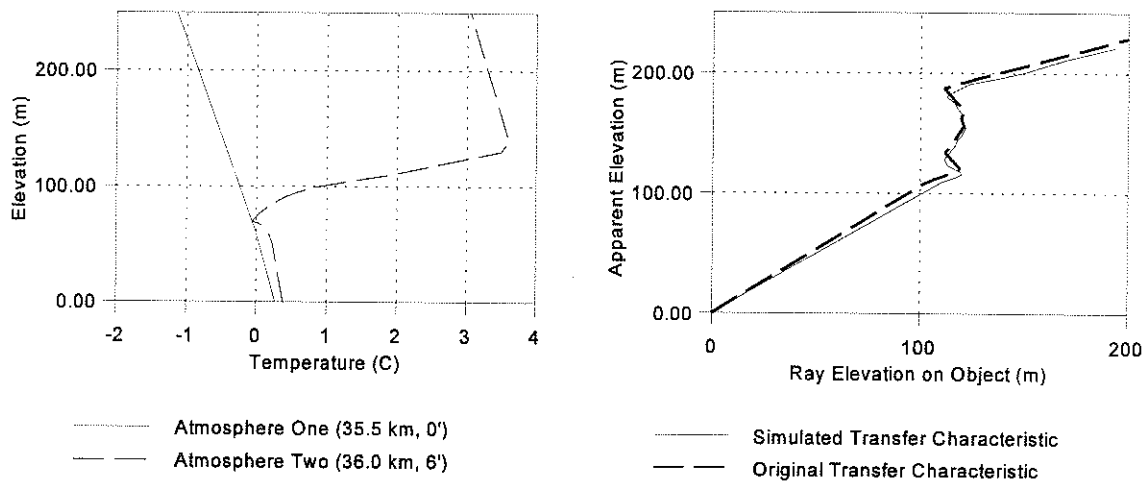 200.00
100.00
0.00
Elevation (m)
-2 -1 0 1 2 3 4
Temperature (C)
Atmosphere One (35.5 km, 0')
Atmosphere Two (36.0 km, 6')
200.00
100.00
0.00
Apparent Elevation (m)
0 100 200
Ray Elevation on Object (m)
Simulated Transfer Characteristic
Original Transfer Characteristic